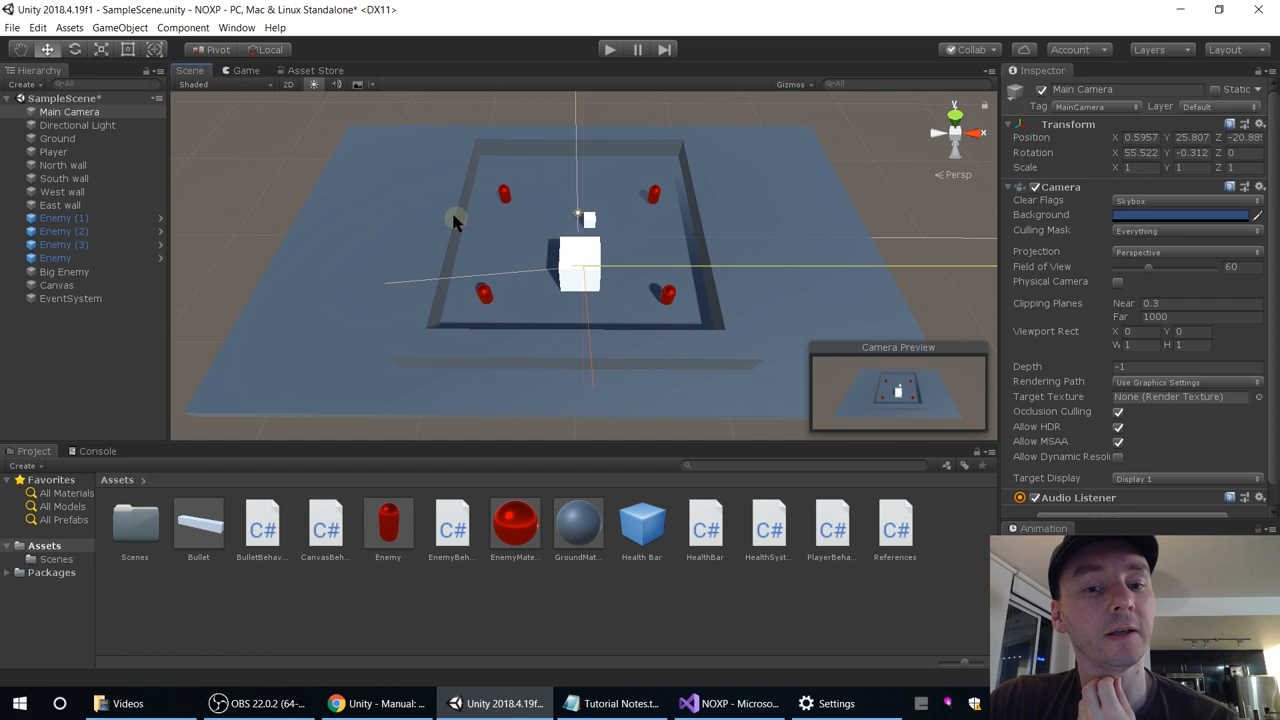 Unity 2018.4.19f1 - SampleScene.unity - NOXP - PC, Mac & Linux Standalone* <DX11>
File Edit Assets GameObject Component Window Help
Pivot Local Collab Account Layers Layout
Hierarchy
Create All
SampleScene*
Main Camera
Directional Light
Ground
Player
North wall
South wall
West wall
East wall
Enemy (1)
Enemy (2)
Enemy (3)
Enemy
Big Enemy
Canvas
EventSystem
Scene Game Asset Store
Shaded 2D Gizmos All
y
x
Persp
Camera Preview
Inspector
Main Camera Static
Tag MainCamera Layer Default
Transform
Position X 0.5957 Y 25.807 Z -20.88
Rotation X 55.522 Y -0.312 Z 0
Scale X 1 Y 1 Z 1
Camera
Clear Flags Skybox
Background
Culling Mask Everything
Projection Perspective
Field of View 60
Physical Camera
Clipping Planes Near 0.3
Far 1000
Viewport Rect X 0 Y 0
W 1 H 1
Depth -1
Rendering Path Use Graphics Settings
Target Texture None (Render Texture)
Occlusion Culling
Allow HDR
Allow MSAA
Allow Dynamic Resol
Target Display Display 1
Audio Listener
Animation
Project Console
Create
Favorites
All Materials
All Models
All Prefabs
Assets
Scenes
Packages
Assets
C# C# C# C# C# C# C#
Scenes Bullet BulletBehav... CanvasBeh... Enemy EnemyBeh... EnemyMate... GroundMat... Health Bar HealthBar HealthSyst... PlayerBeha... References
Videos OBS 22.0.2 (64-... Unity - Manual: ... Unity 2018.4.19f... Tutorial Notes.t... NOXP - Microso... Settings